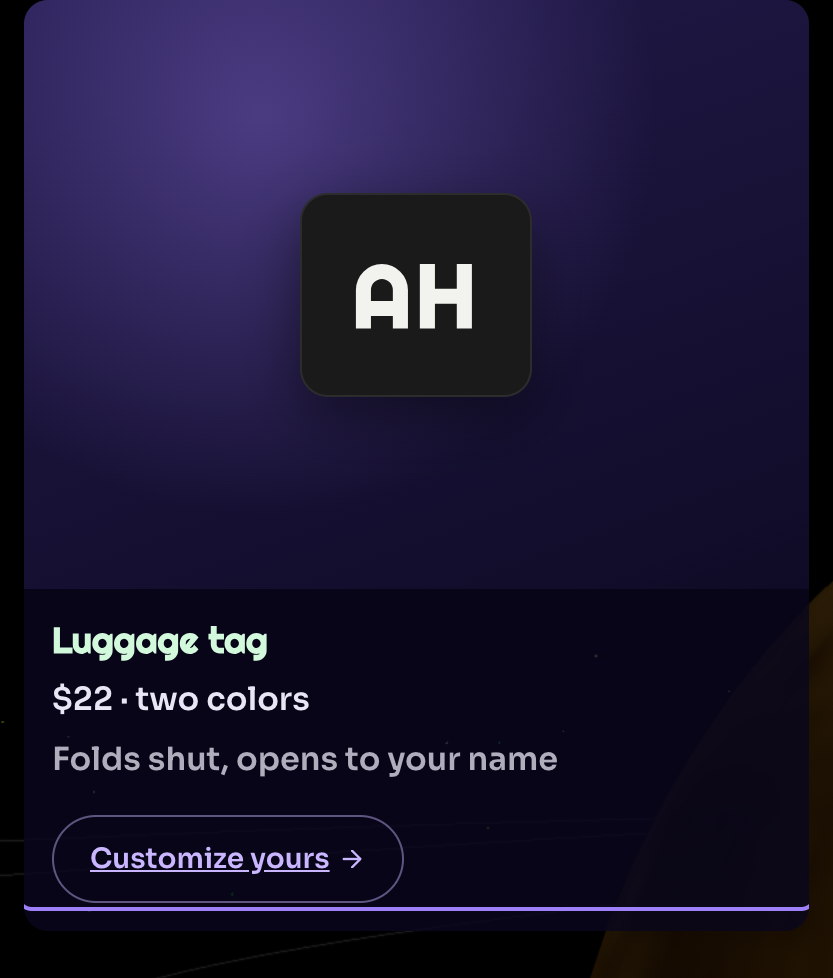 AH
Luggage tag
$22 · two colors
Folds shut, opens to your name
Customize yours →